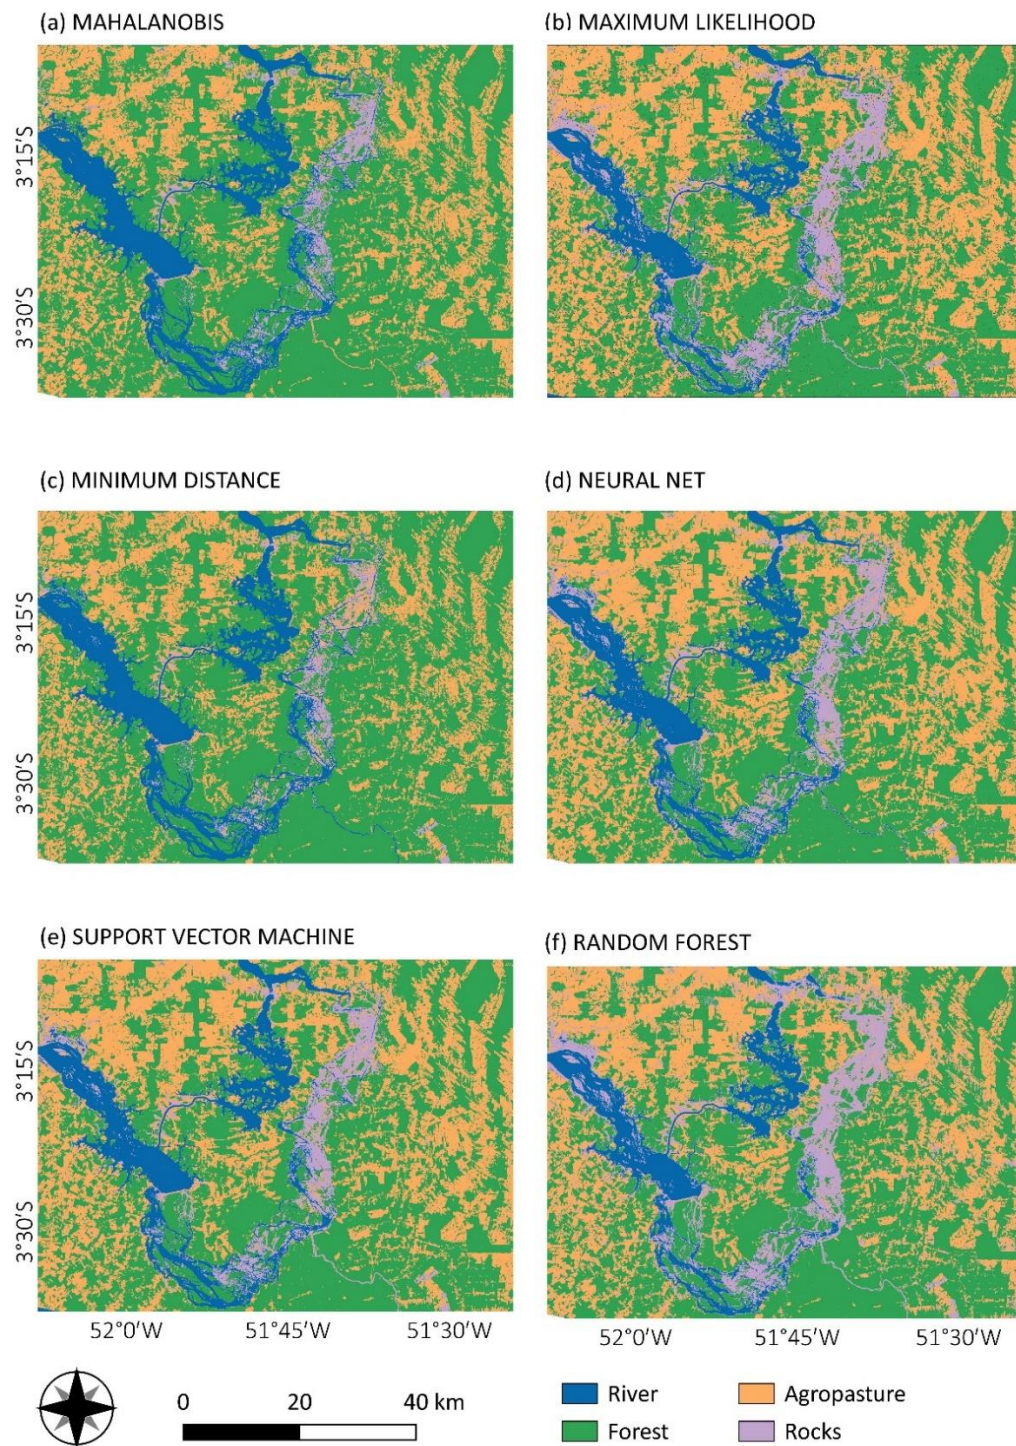 (a) MAHALANOBIS
(b) MAXIMUM LIKELIHOOD
3°15′S
3°30′S
(c) MINIMUM DISTANCE
(d) NEURAL NET
3°15′S
3°30′S
(e) SUPPORT VECTOR MACHINE
(f) RANDOM FOREST
3°15′S
3°30′S
52°0′W 51°45′W 51°30′W
52°0′W 51°45′W 51°30′W
0 20 40 km
River
Agropasture
Forest
Rocks